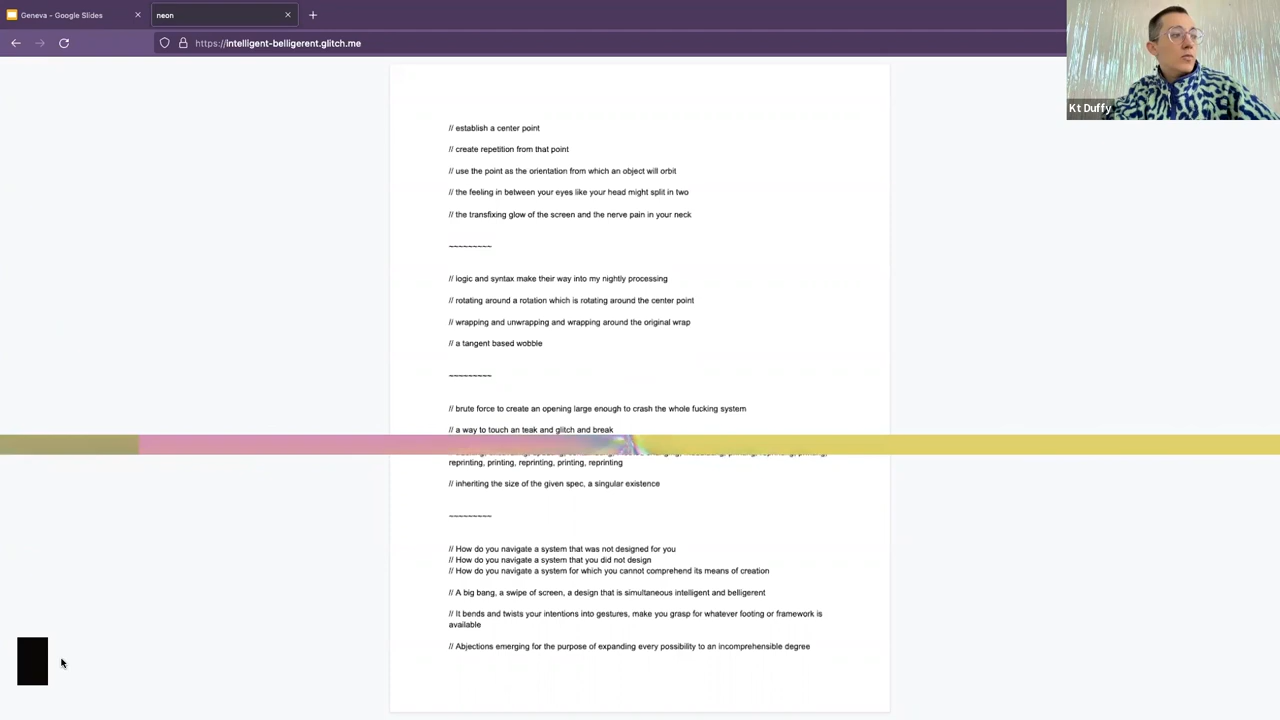 Geva - Google Slides
neon
https://intelligent-belligerent.glitch.me
Kt Duffy
// establish a center point
// create repetition from that point
// use the point as the orientation from which an object will orbit
// the feeling in between your eyes like your head might split in two
// the transfixing glow of the screen and the nerve pain in your neck
~~~~~~~~~
// logic and syntax make their way into my nightly processing
// rotating around a rotation which is rotating around the center point
// wrapping and unwrapping and wrapping around the original wrap
// a tangent based wobble
~~~~~~~~~
// brute force to create an opening large enough to crash the whole fucking system
// a way to touch an teak and glitch and break
reprinting, printing, reprinting, printing, reprinting
// inheriting the size of the given spec, a singular existence
~~~~~~~~~
// How do you navigate a system that was not designed for you
// How do you navigate a system that you did not design
// How do you navigate a system for which you cannot comprehend its means of creation
// A big bang, a swipe of screen, a design that is simultaneous intelligent and belligerent
// It bends and twists your intentions into gestures, make you grasp for whatever footing or framework is
available
// Abjections emerging for the purpose of expanding every possibility to an incomprehensible degree